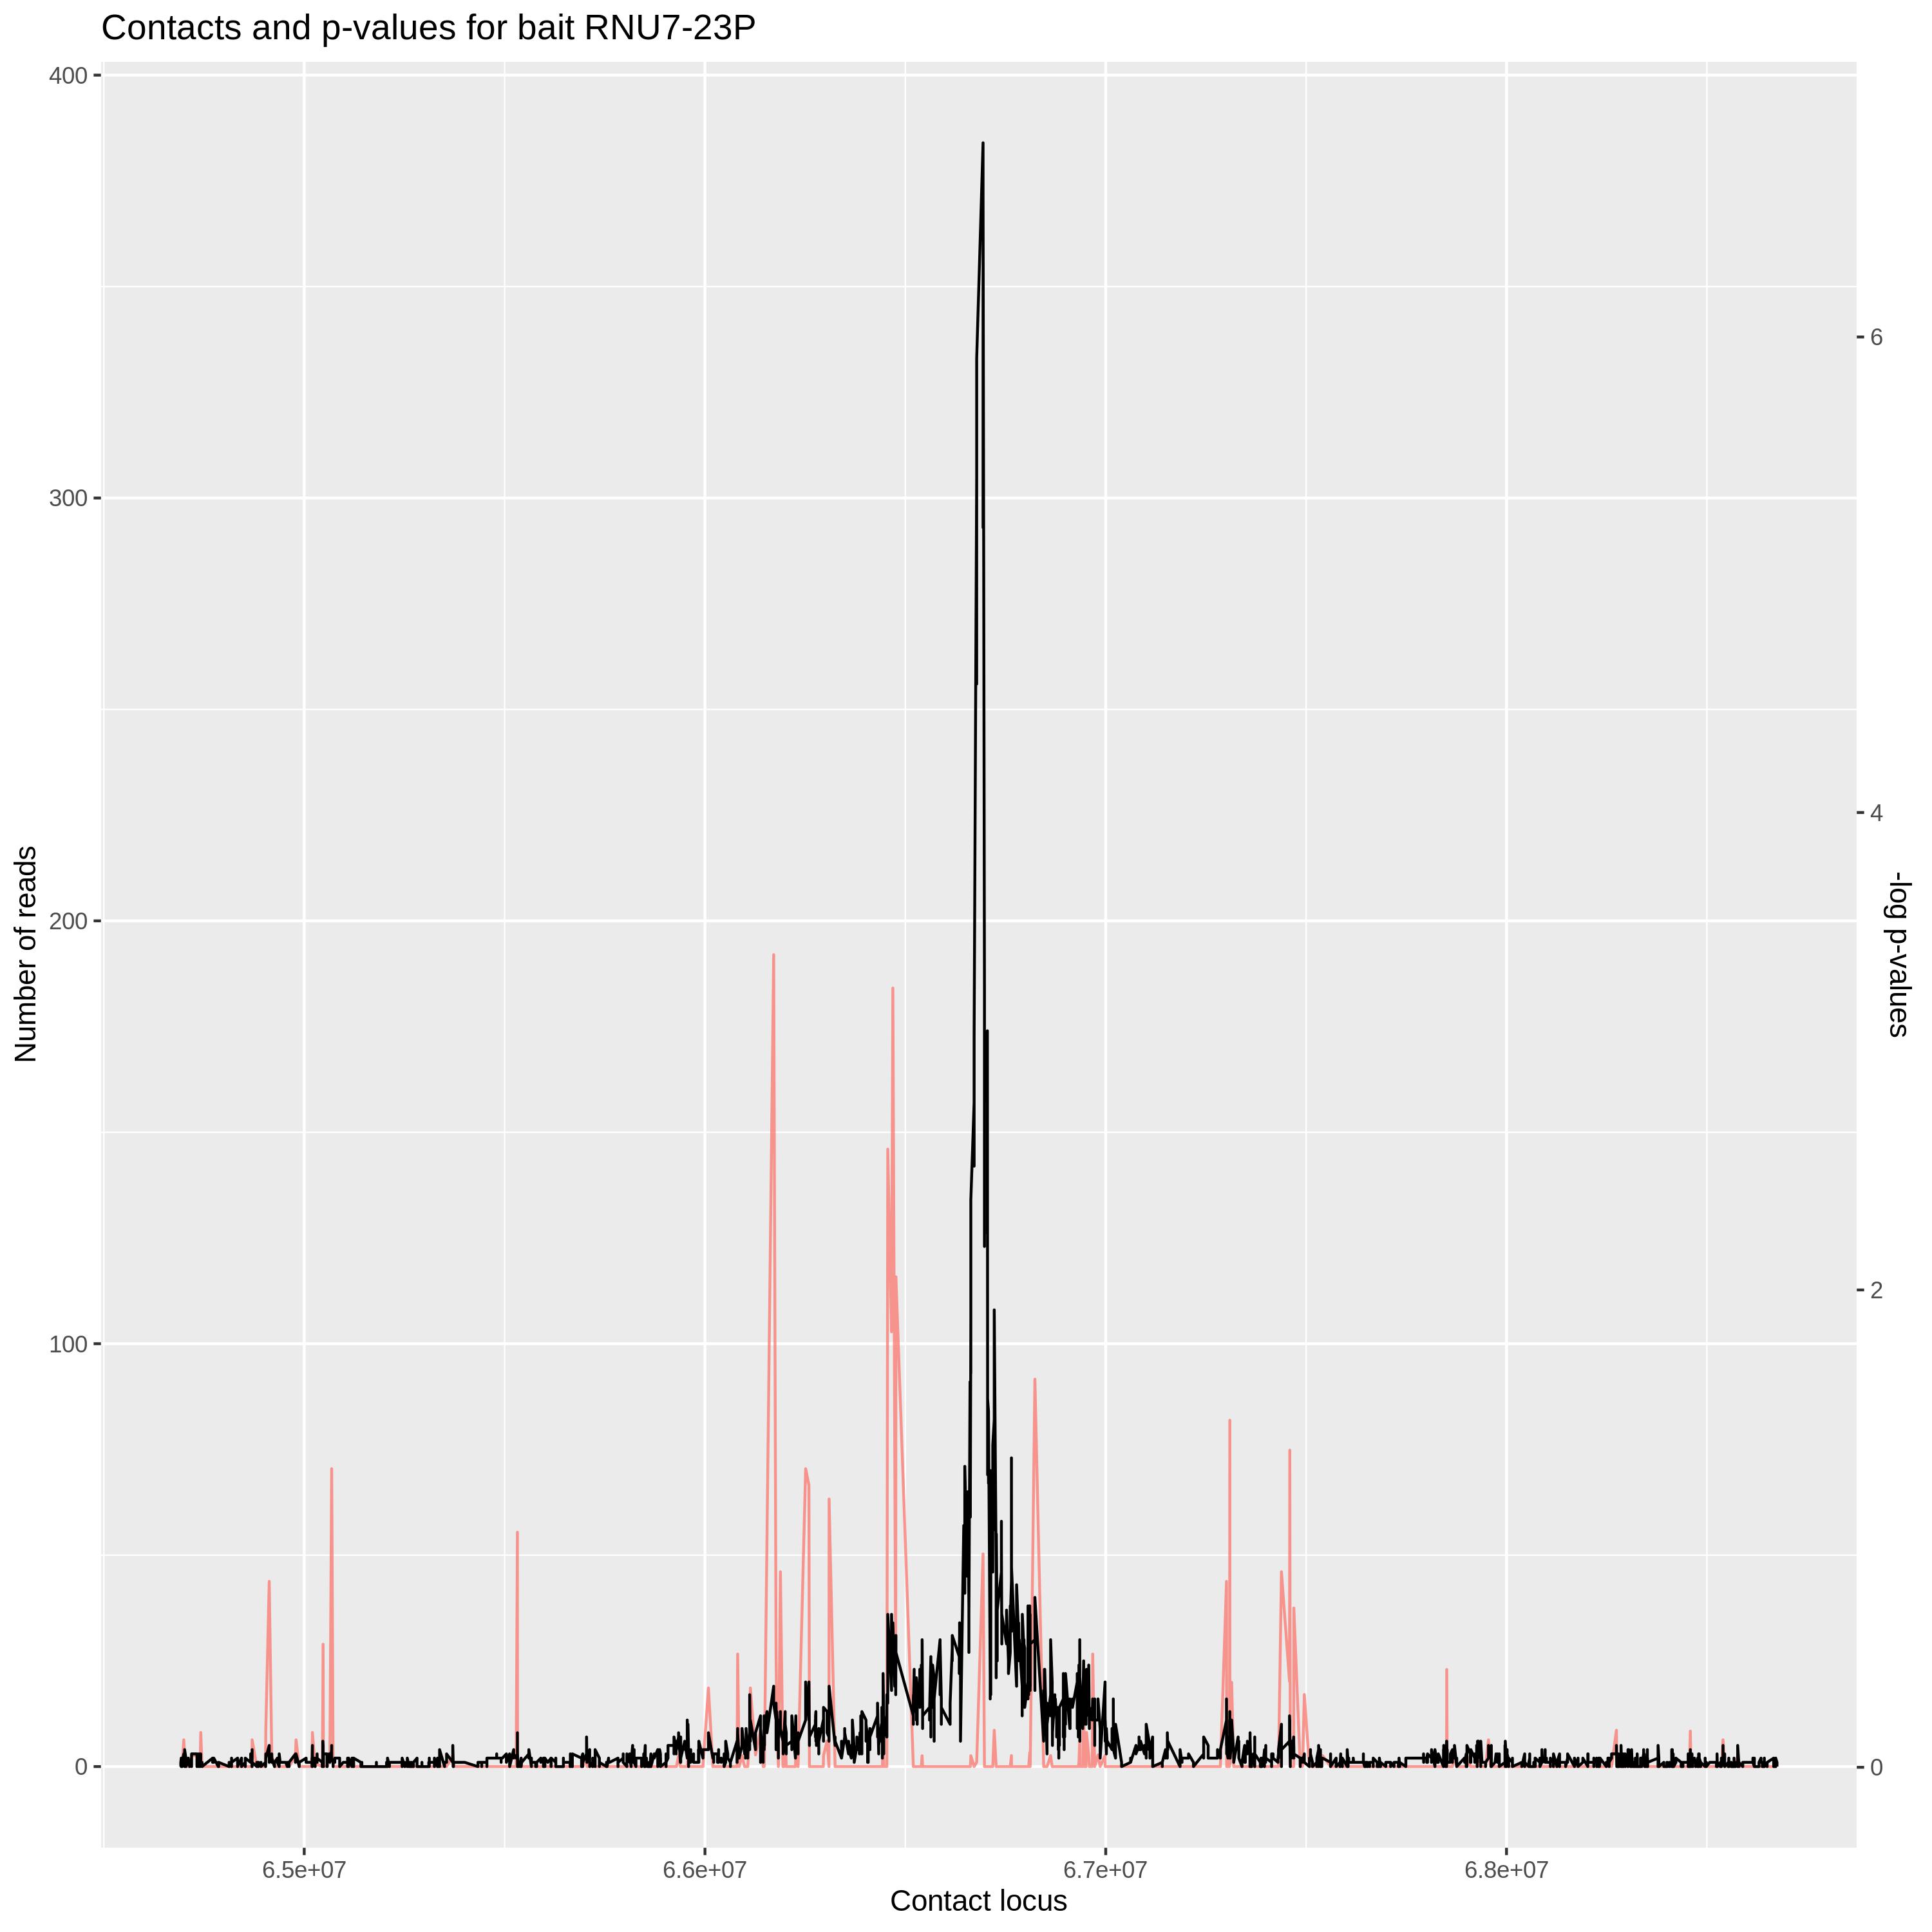 Contacts and p-values for bait RNU7-23P
400
300
200
100
0
Number of reads
6
4
2
0
-log p-values
6.5e+07 6.6e+07 6.7e+07 6.8e+07
Contact locus